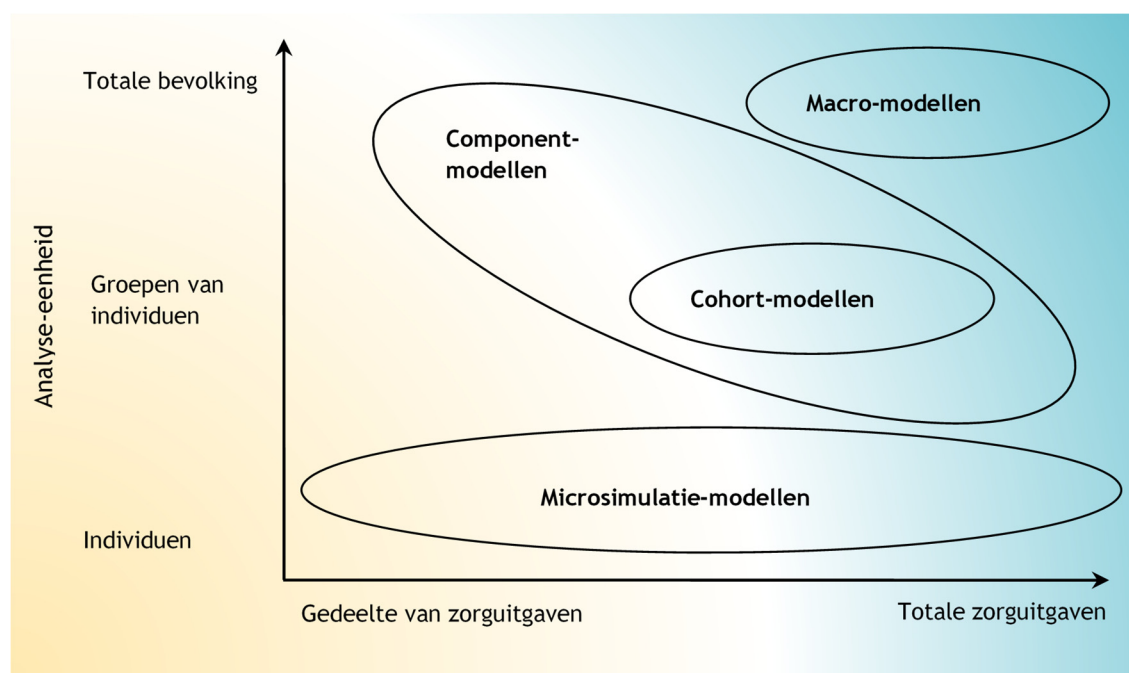 Totale bevolking
Macro-modellen
Component-
modellen
Analyse-eenheid
Groepen van
individuen
Cohort-modellen
Microsimulatie-modellen
Individuen
Gedeelte van zorguitgaven
Totale zorguitgaven